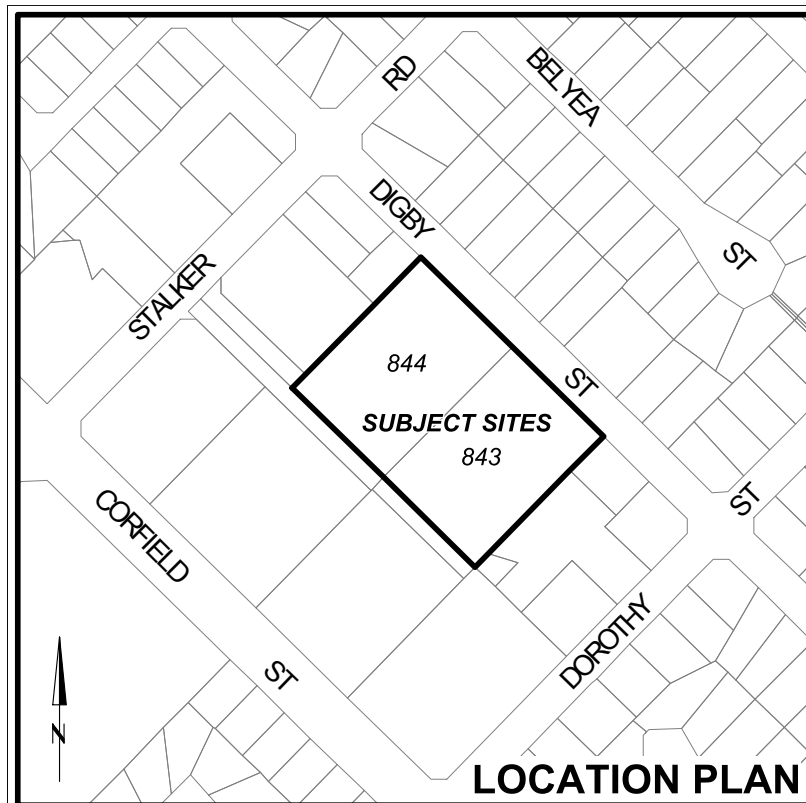 RD
BELYEA
ST
DIGBY
ST
STALKER
844
SUBJECT SITES
843
CORFIELD
ST
ST
DOROTHY
N
LOCATION PLAN